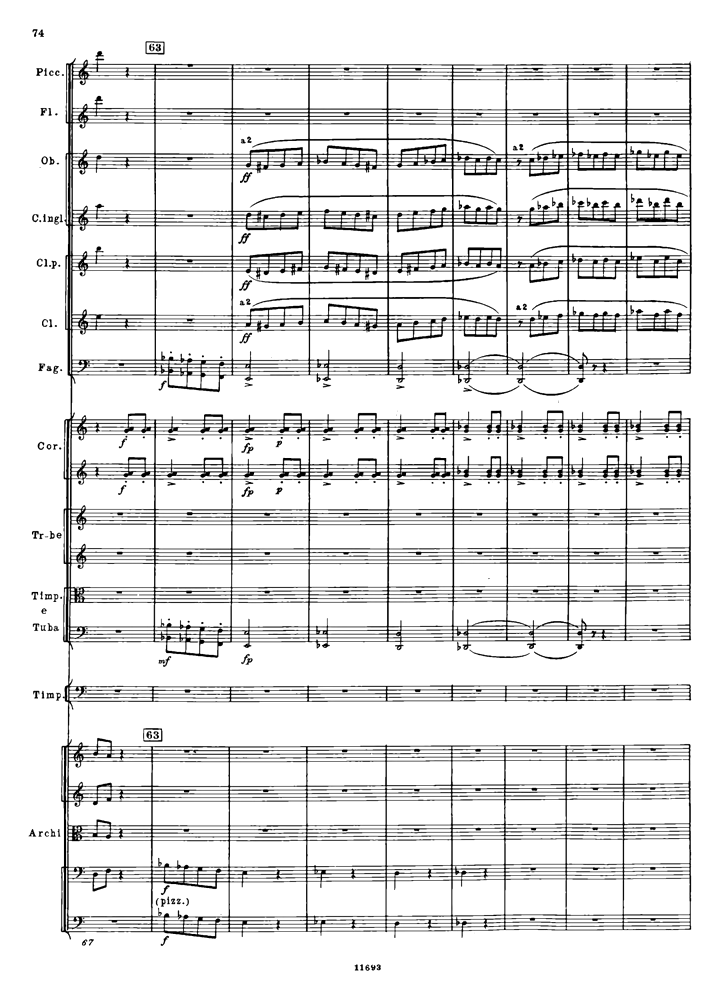 74
63
Picc.
Fl.
Ob.
a2
a2
ff
C.ingl.
ff
Cl.p.
ff
Cl.
a2
a2
ff
Fag.
f
Cor.
f
fp
p
f
fp
p
Tr-be
Timp.
e
Tuba
mf
fp
Timp.
63
Archi
f
(pizz.)
67
f
11693